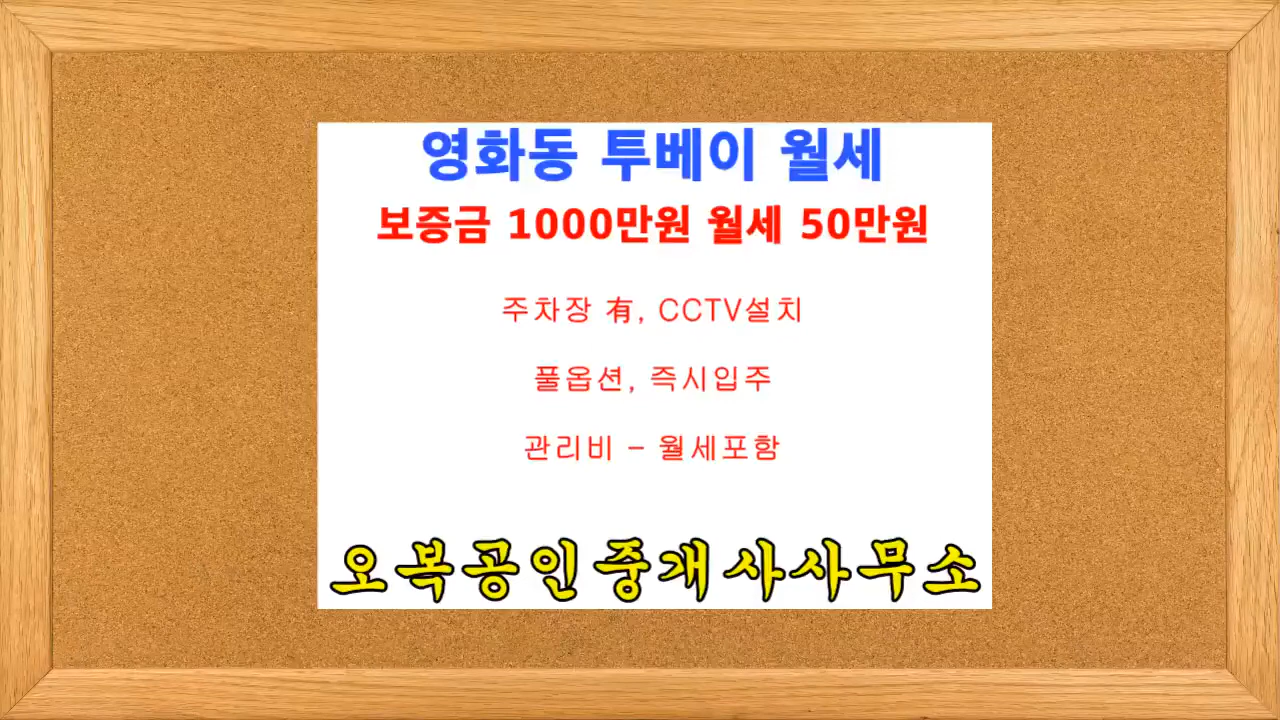 영화동 투베이 월세
보증금 1000만원 월세 50만원
주차장 有, CCTV설치
풀옵션, 즉시입주
관리비 - 월세포함
오복공인중개사사무소